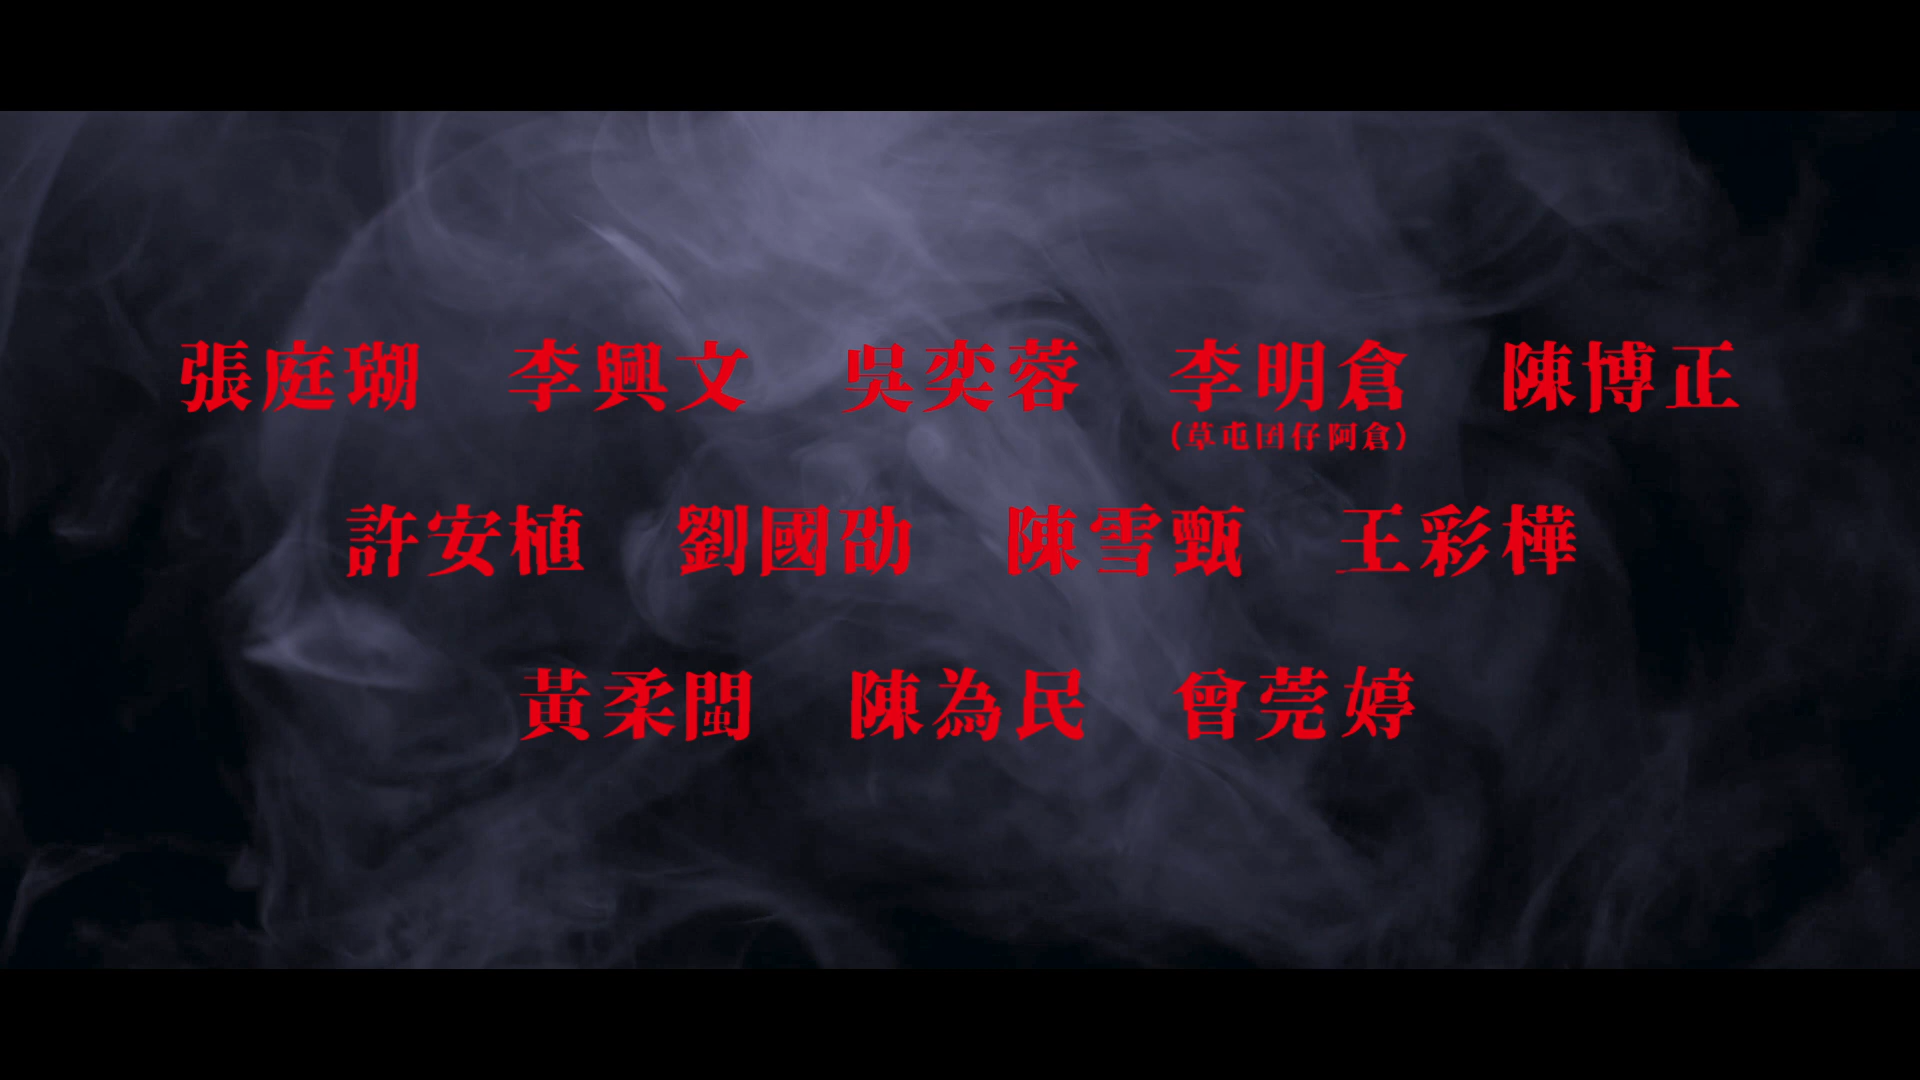 張庭瑚 李興文 吳奕蓉 李明倉 陳博正
(草屯囝仔阿倉)
許安植 劉國劭 陳雪甄 王彩樺
黃柔閩 陳為民 曾莞婷